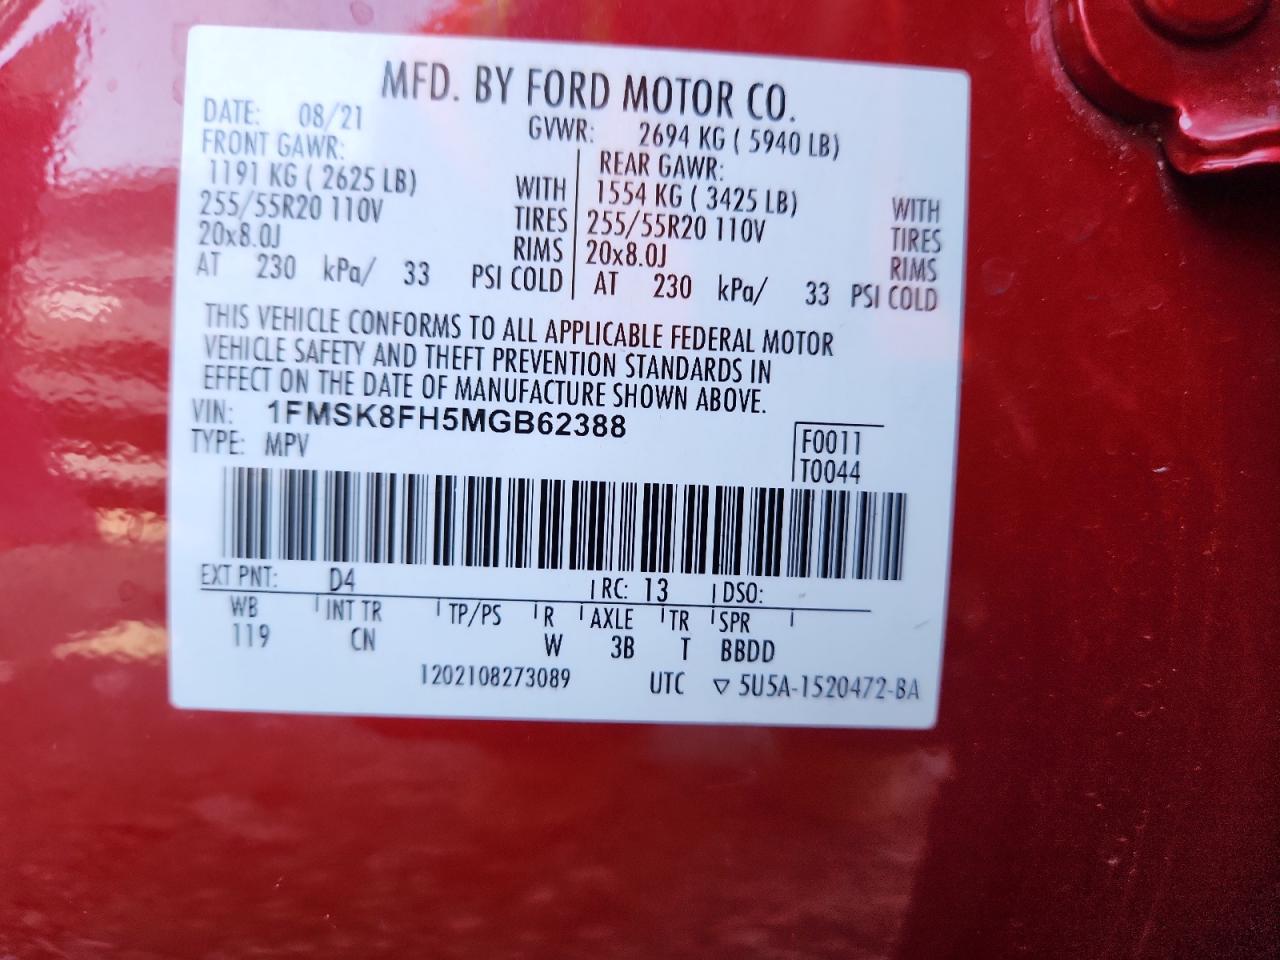 MFD. BY FORD MOTOR CO.
DATE: 08/21 GVWR: 2694 KG ( 5940 LB)
FRONT GAWR: REAR GAWR:
1191 KG ( 2625 LB) WITH 1554 KG ( 3425 LB) WITH
255/55R20 110V TIRES 255/55R20 110V TIRES
20x8.0J RIMS 20x8.0J RIMS
AT 230 kPa/ 33 PSI COLD AT 230 kPa/ 33 PSI COLD
THIS VEHICLE CONFORMS TO ALL APPLICABLE FEDERAL MOTOR
VEHICLE SAFETY AND THEFT PREVENTION STANDARDS IN
EFFECT ON THE DATE OF MANUFACTURE SHOWN ABOVE.
VIN: 1FMSK8FH5MGB62388
TYPE: MPV
F0011
T0044
EXT PNT: D4 RC: 13 DSO:
WB INT TR TP/PS R AXLE TR SPR
119 CN W 3B T BBDD
1202108273089 UTC ▽ 5U5A-1520472-BA